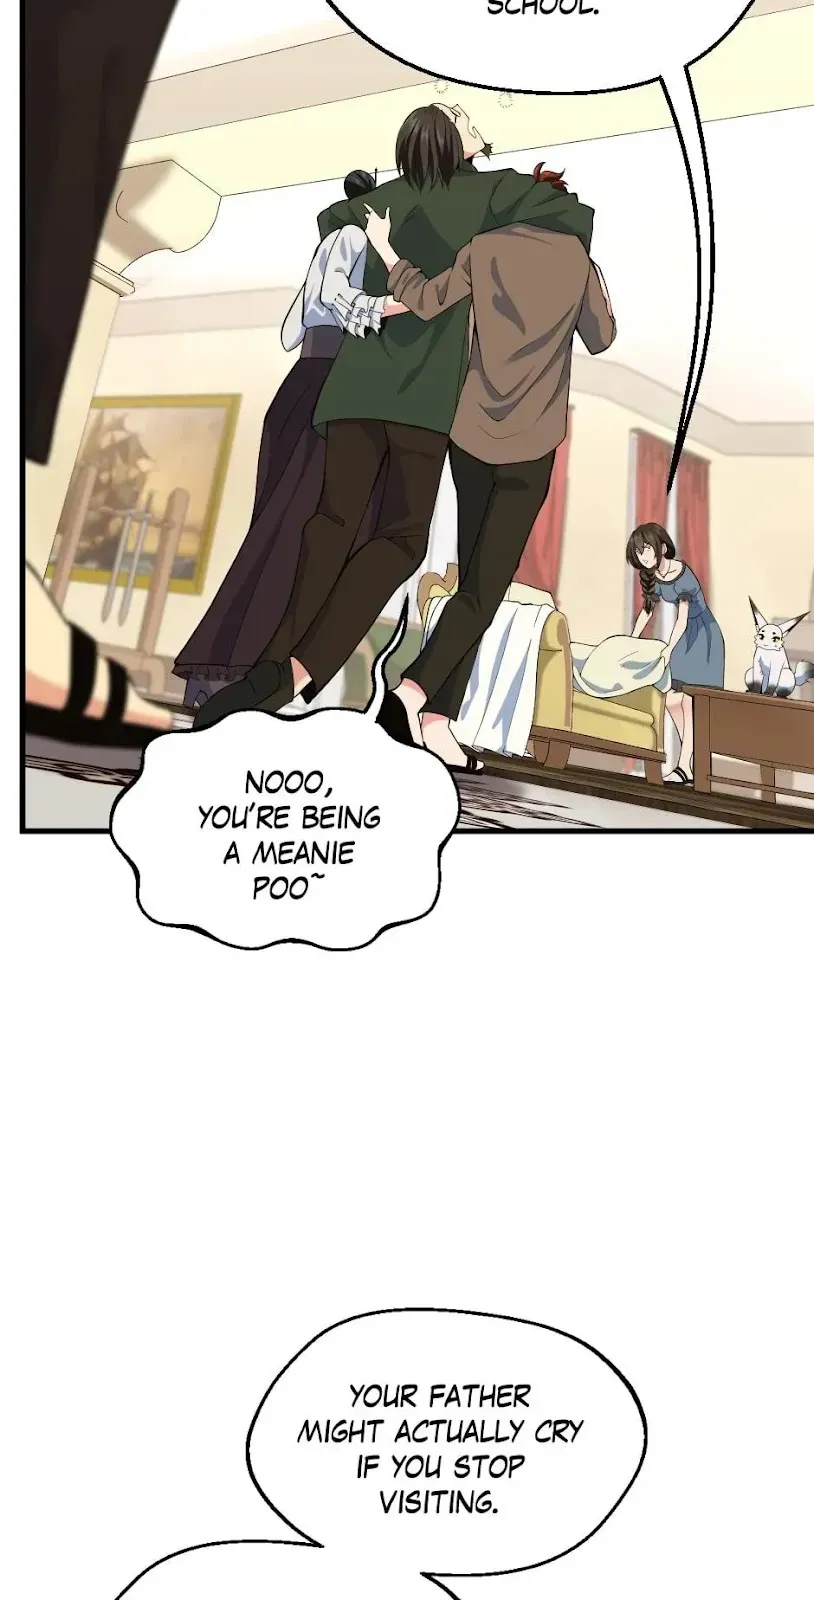 SCHOOL.
NOOO,
YOU'RE BEING
A MEANIE
POO~
YOUR FATHER
MIGHT ACTUALLY CRY
IF YOU STOP
VISITING.